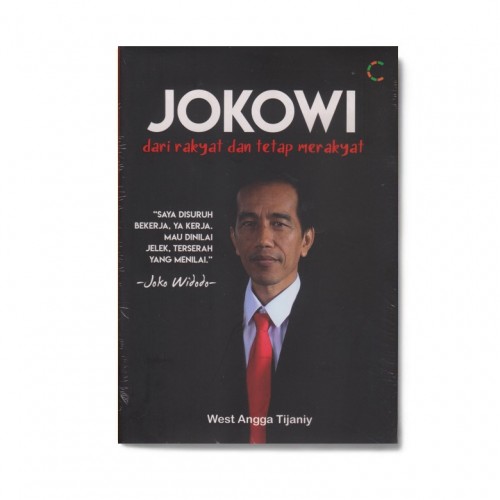 JOKOWI
dari rakyat dan tetap merakyat
"SAYA DISURUH
BEKERJA, YA KERJA.
MAU DINILAI
JELEK, TERSERAH
YANG MENILAI."
-Joko Widodo-
West Angga Tijaniy